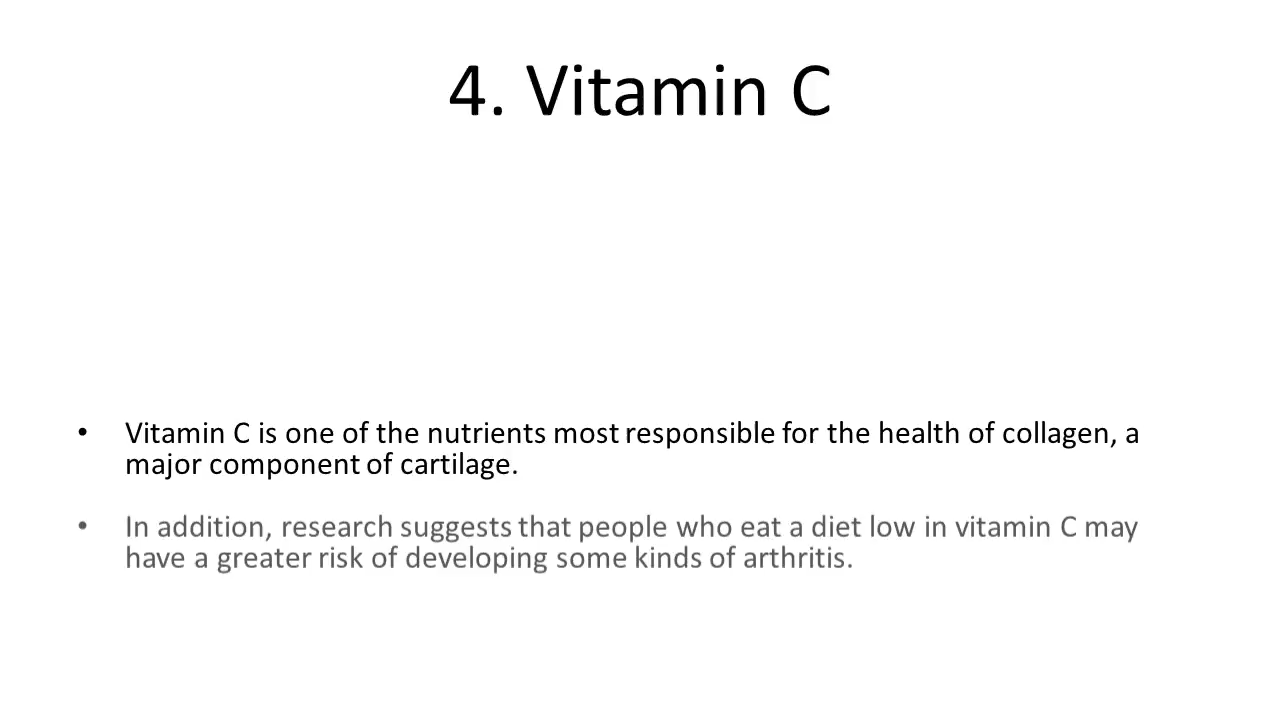 4. Vitamin C
• Vitamin C is one of the nutrients most responsible for the health of collagen, a
major component of cartilage.
• In addition, research suggests that people who eat a diet low in vitamin C may
have a greater risk of developing some kinds of arthritis.